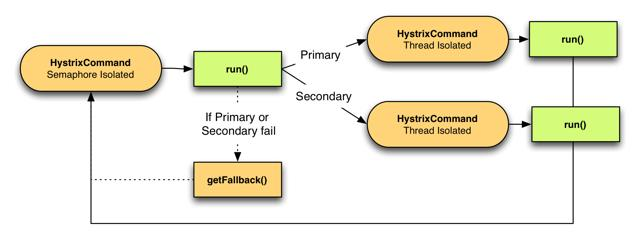 HystrixCommand
Semaphore Isolated
run()
Primary
HystrixCommand
Thread Isolated
run()
Secondary
HystrixCommand
Thread Isolated
run()
If Primary or
Secondary fail
getFallback()